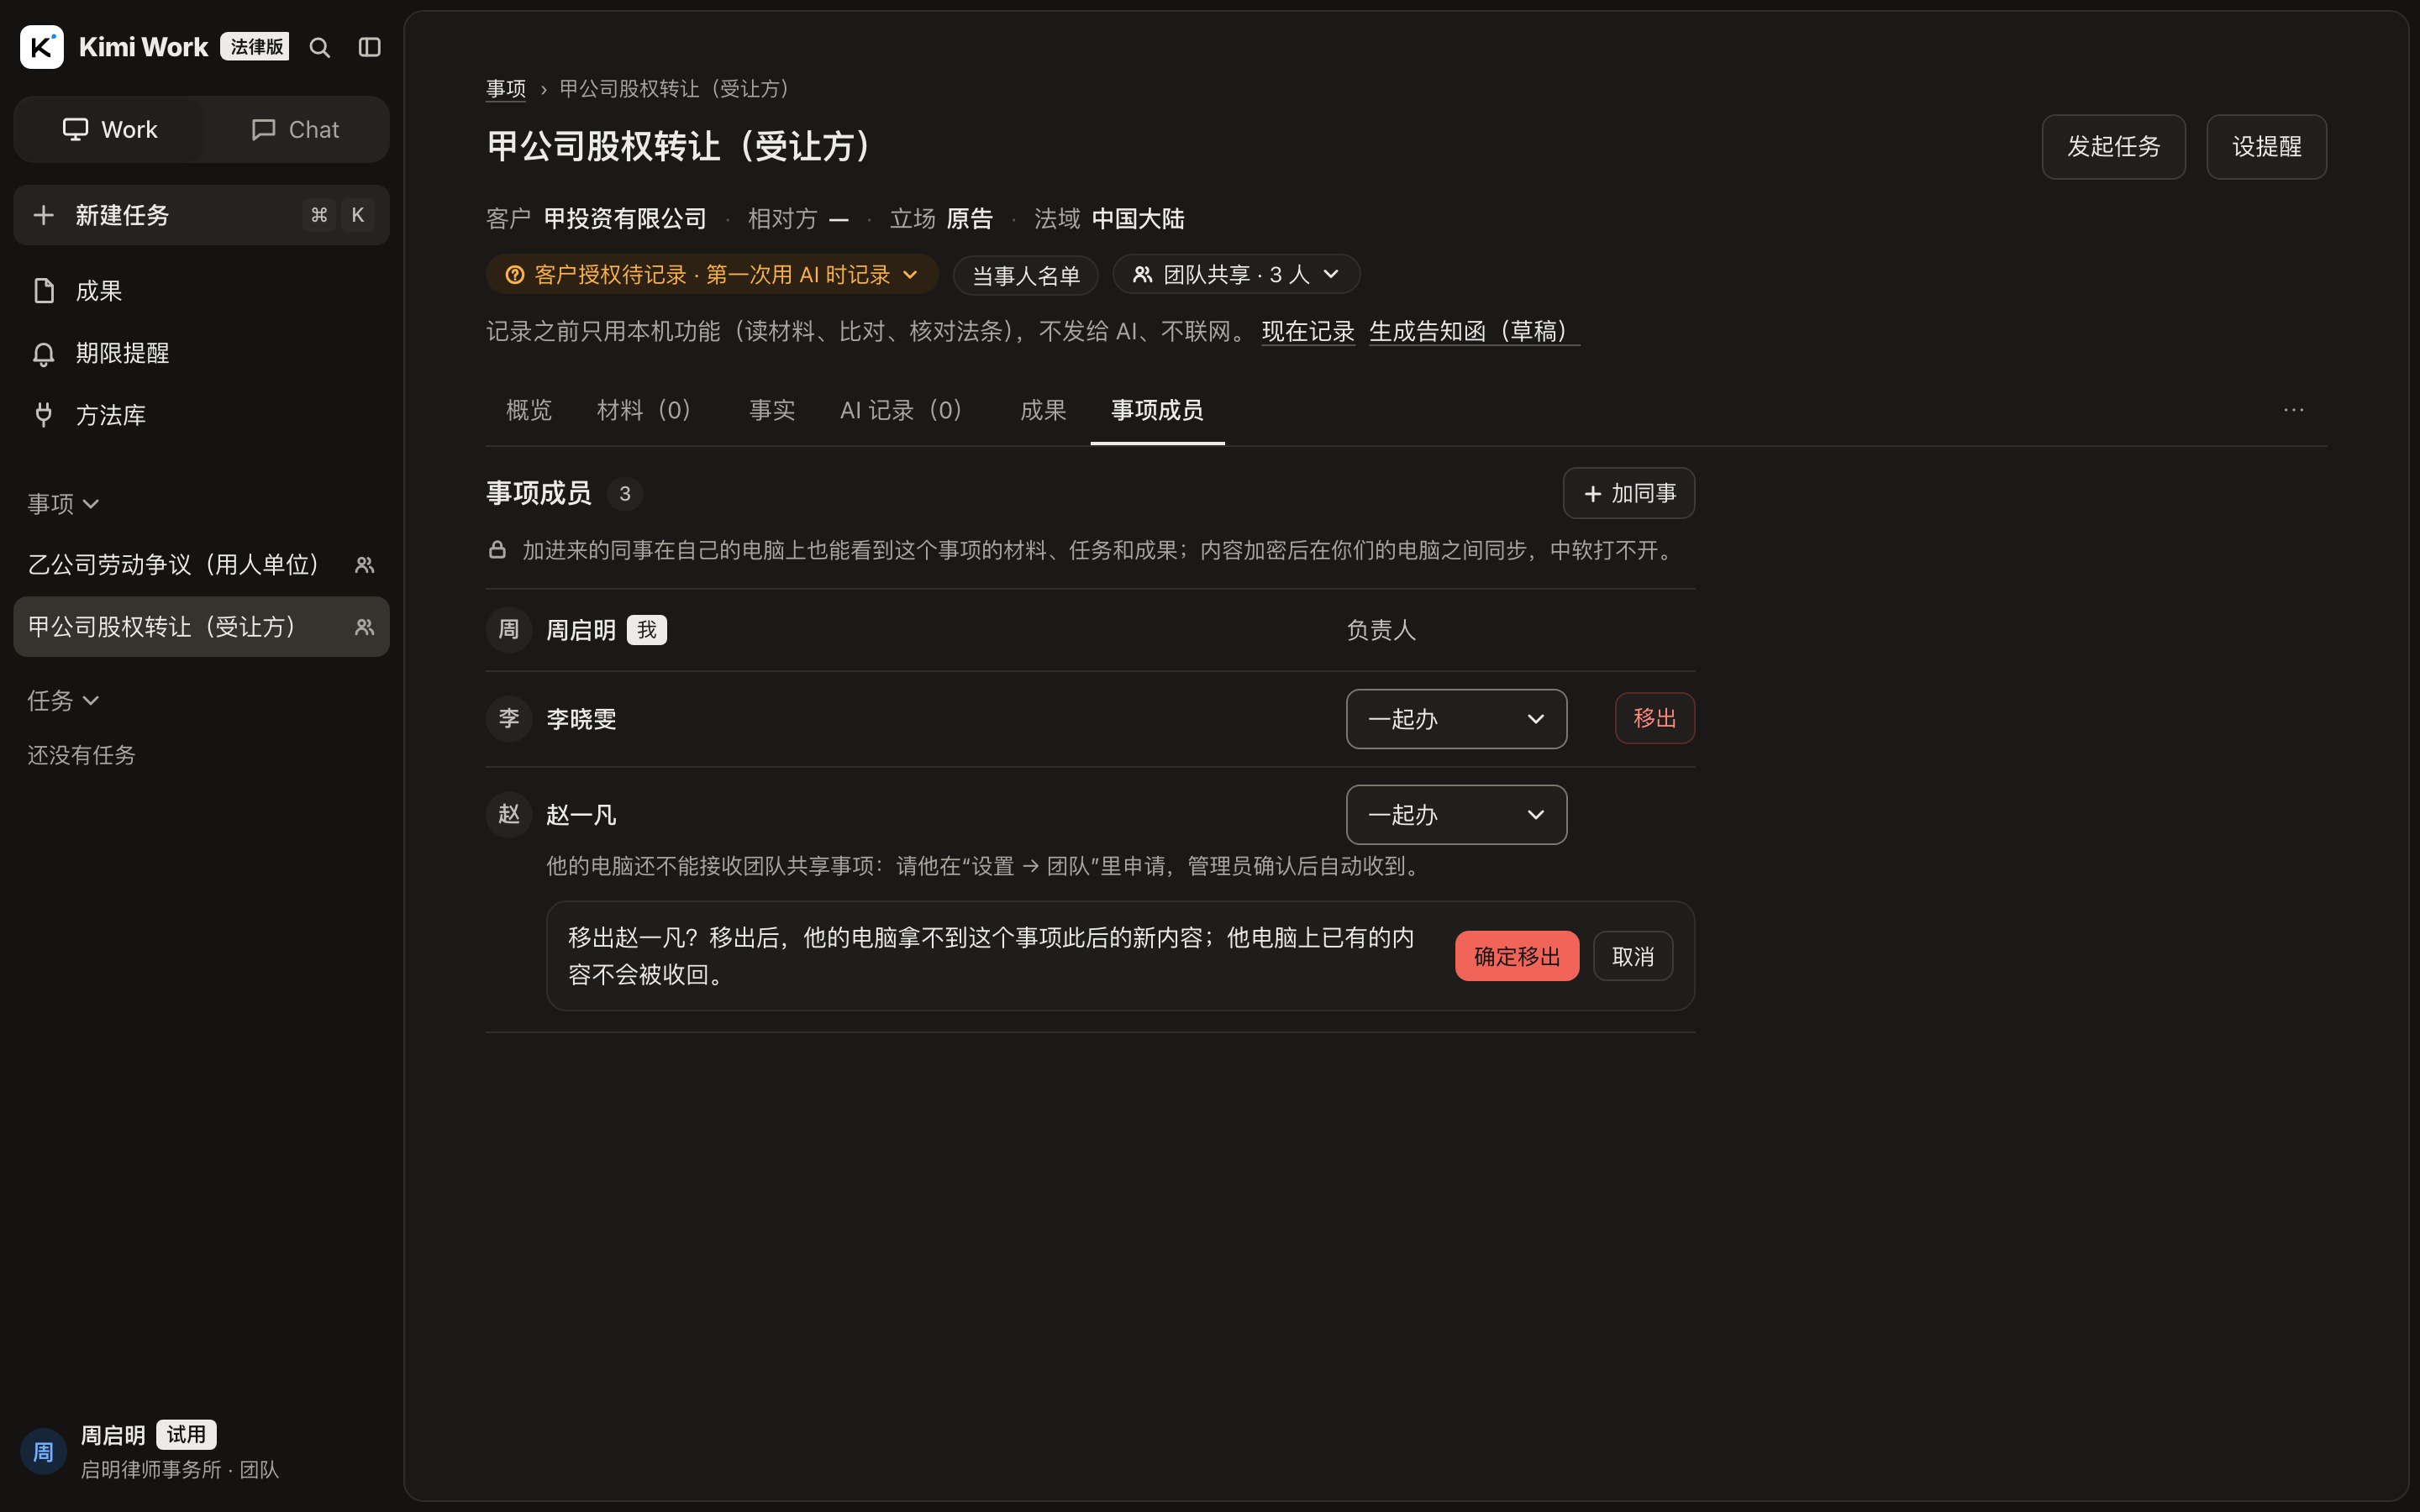 Kimi Work 法律版
Work
Chat
新建任务 ⌘ K
成果
期限提醒
方法库
事项
乙公司劳动争议（用人单位）
甲公司股权转让（受让方）
任务
还没有任务
周 周启明 试用
启明律师事务所 · 团队
事项 › 甲公司股权转让（受让方）
甲公司股权转让（受让方）
发起任务 设提醒
客户 甲投资有限公司 · 相对方 — · 立场 原告 · 法域 中国大陆
客户授权待记录 · 第一次用 AI 时记录 当事人名单 团队共享 · 3 人
记录之前只用本机功能（读材料、比对、核对法条），不发给 AI、不联网。 现在记录 生成告知函（草稿）
概览 材料（0） 事实 AI 记录（0） 成果 事项成员 ···
事项成员 3 + 加同事
加进来的同事在自己的电脑上也能看到这个事项的材料、任务和成果；内容加密后在你们的电脑之间同步，中软打不开。
周 周启明 我 负责人
李 李晓雯 一起办 移出
赵 赵一凡 一起办
他的电脑还不能接收团队共享事项：请他在“设置 → 团队”里申请，管理员确认后自动收到。
移出赵一凡？移出后，他的电脑拿不到这个事项此后的新内容；他电脑上已有的内
容不会被收回。
确定移出 取消